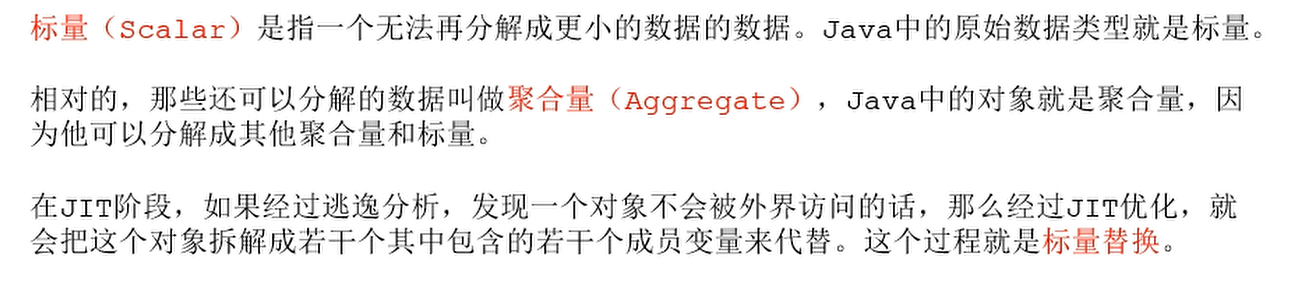 标量（Scalar）是指一个无法再分解成更小的数据的数据。Java中的原始数据类型就是标量。
相对的，那些还可以分解的数据叫做聚合量（Aggregate），Java中的对象就是聚合量，因
为他可以分解成其他聚合量和标量。
在JIT阶段，如果经过逃逸分析，发现一个对象不会被外界访问的话，那么经过JIT优化，就
会把这个对象拆解成若干个其中包含的若干个成员变量来代替。这个过程就是标量替换。